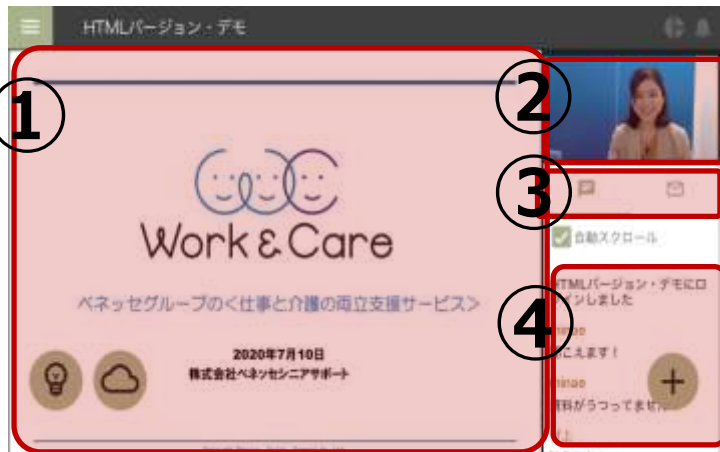 HTMLバージョン・デモ
①
②
③
④
Work & Care
ベネッセグループの<仕事と介護の両立支援サービス>
2020年7月10日
株式会社ベネッセシニアサポート
自動スクロール
HTMLバージョン・デモにロ
グインしました
minao
こえます！
minao
料がうつってません